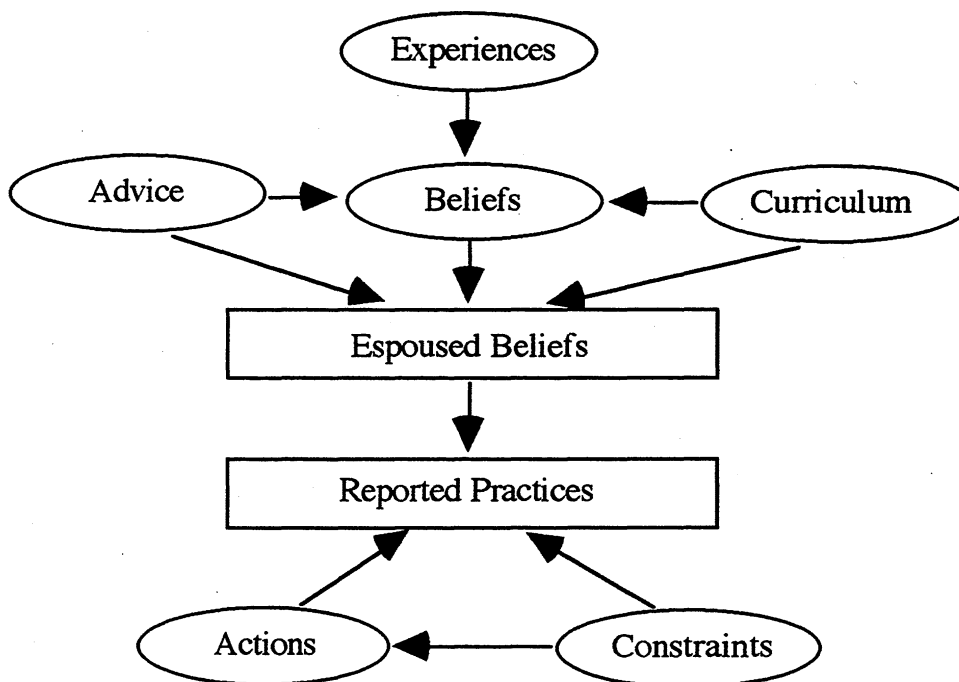 Experiences
Advice
Beliefs
Curriculum
Espoused Beliefs
Reported Practices
Actions
Constraints